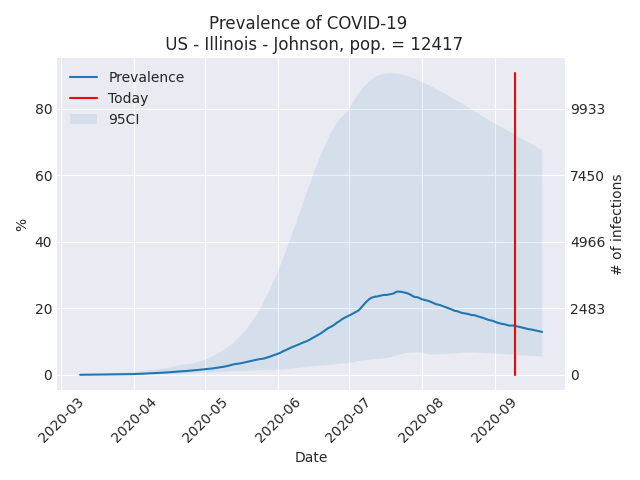 Prevalence of COVID-19
US - Illinois - Johnson, pop. = 12417
Prevalence
Today
95CI
%
80
60
40
20
0
9933
7450
4966
2483
0
# of infections
2020-03
2020-04
2020-05
2020-06
2020-07
2020-08
2020-09
Date